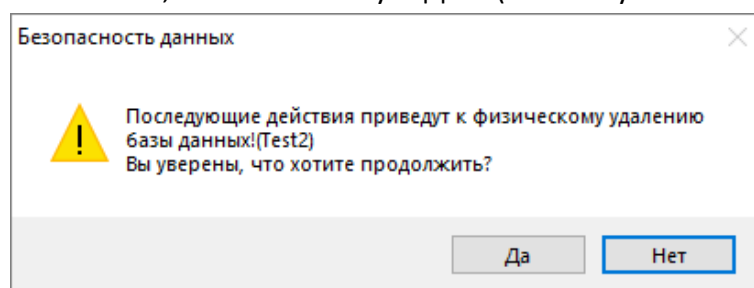 Безопасность данных
Последующие действия приведут к физическому удалению
базы данных!(Test2)
Вы уверены, что хотите продолжить?
Да
Нет